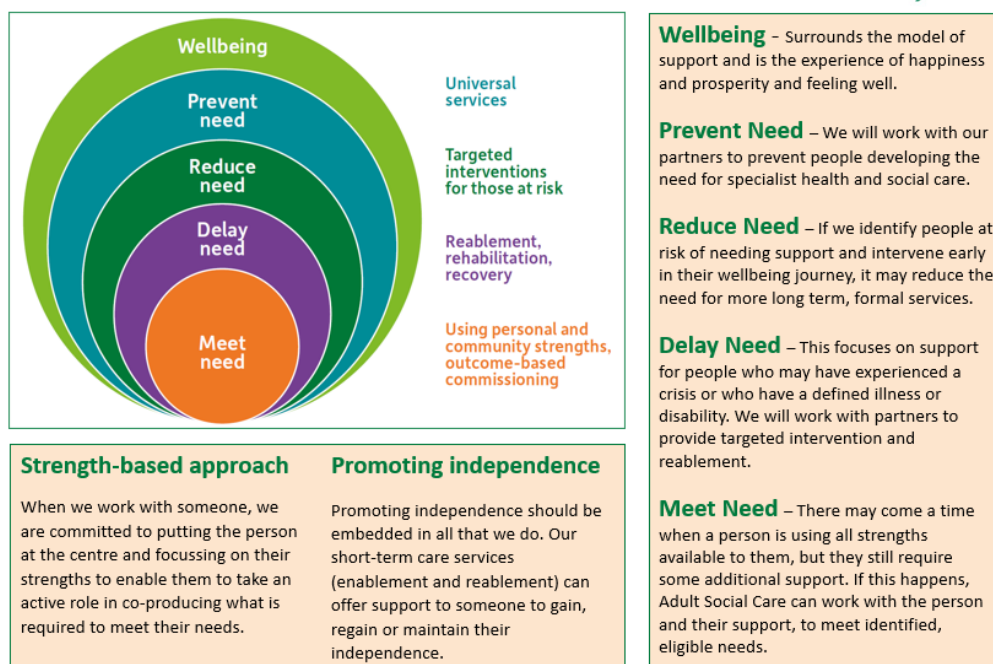 Wellbeing
Prevent
need
Reduce
need
Delay
need
Meet
need
Universal
services
Targeted
interventions
for those at risk
Reablement,
rehabilitation,
recovery
Using personal and
community strengths,
outcome-based
commissioning
Strength-based approach
When we work with someone, we
are committed to putting the person
at the centre and focussing on their
strengths to enable them to take an
active role in co-producing what is
required to meet their needs.
Promoting independence
Promoting independence should be
embedded in all that we do. Our
short-term care services
(enablement and reablement) can
offer support to someone to gain,
regain or maintain their
independence.
Wellbeing - Surrounds the model of
support and is the experience of happiness
and prosperity and feeling well.
Prevent Need – We will work with our
partners to prevent people developing the
need for specialist health and social care.
Reduce Need – If we identify people at
risk of needing support and intervene early
in their wellbeing journey, it may reduce the
need for more long term, formal services.
Delay Need – This focuses on support
for people who may have experienced a
crisis or who have a defined illness or
disability. We will work with partners to
provide targeted intervention and
reablement.
Meet Need – There may come a time
when a person is using all strengths
available to them, but they still require
some additional support. If this happens,
Adult Social Care can work with the person
and their support, to meet identified,
eligible needs.